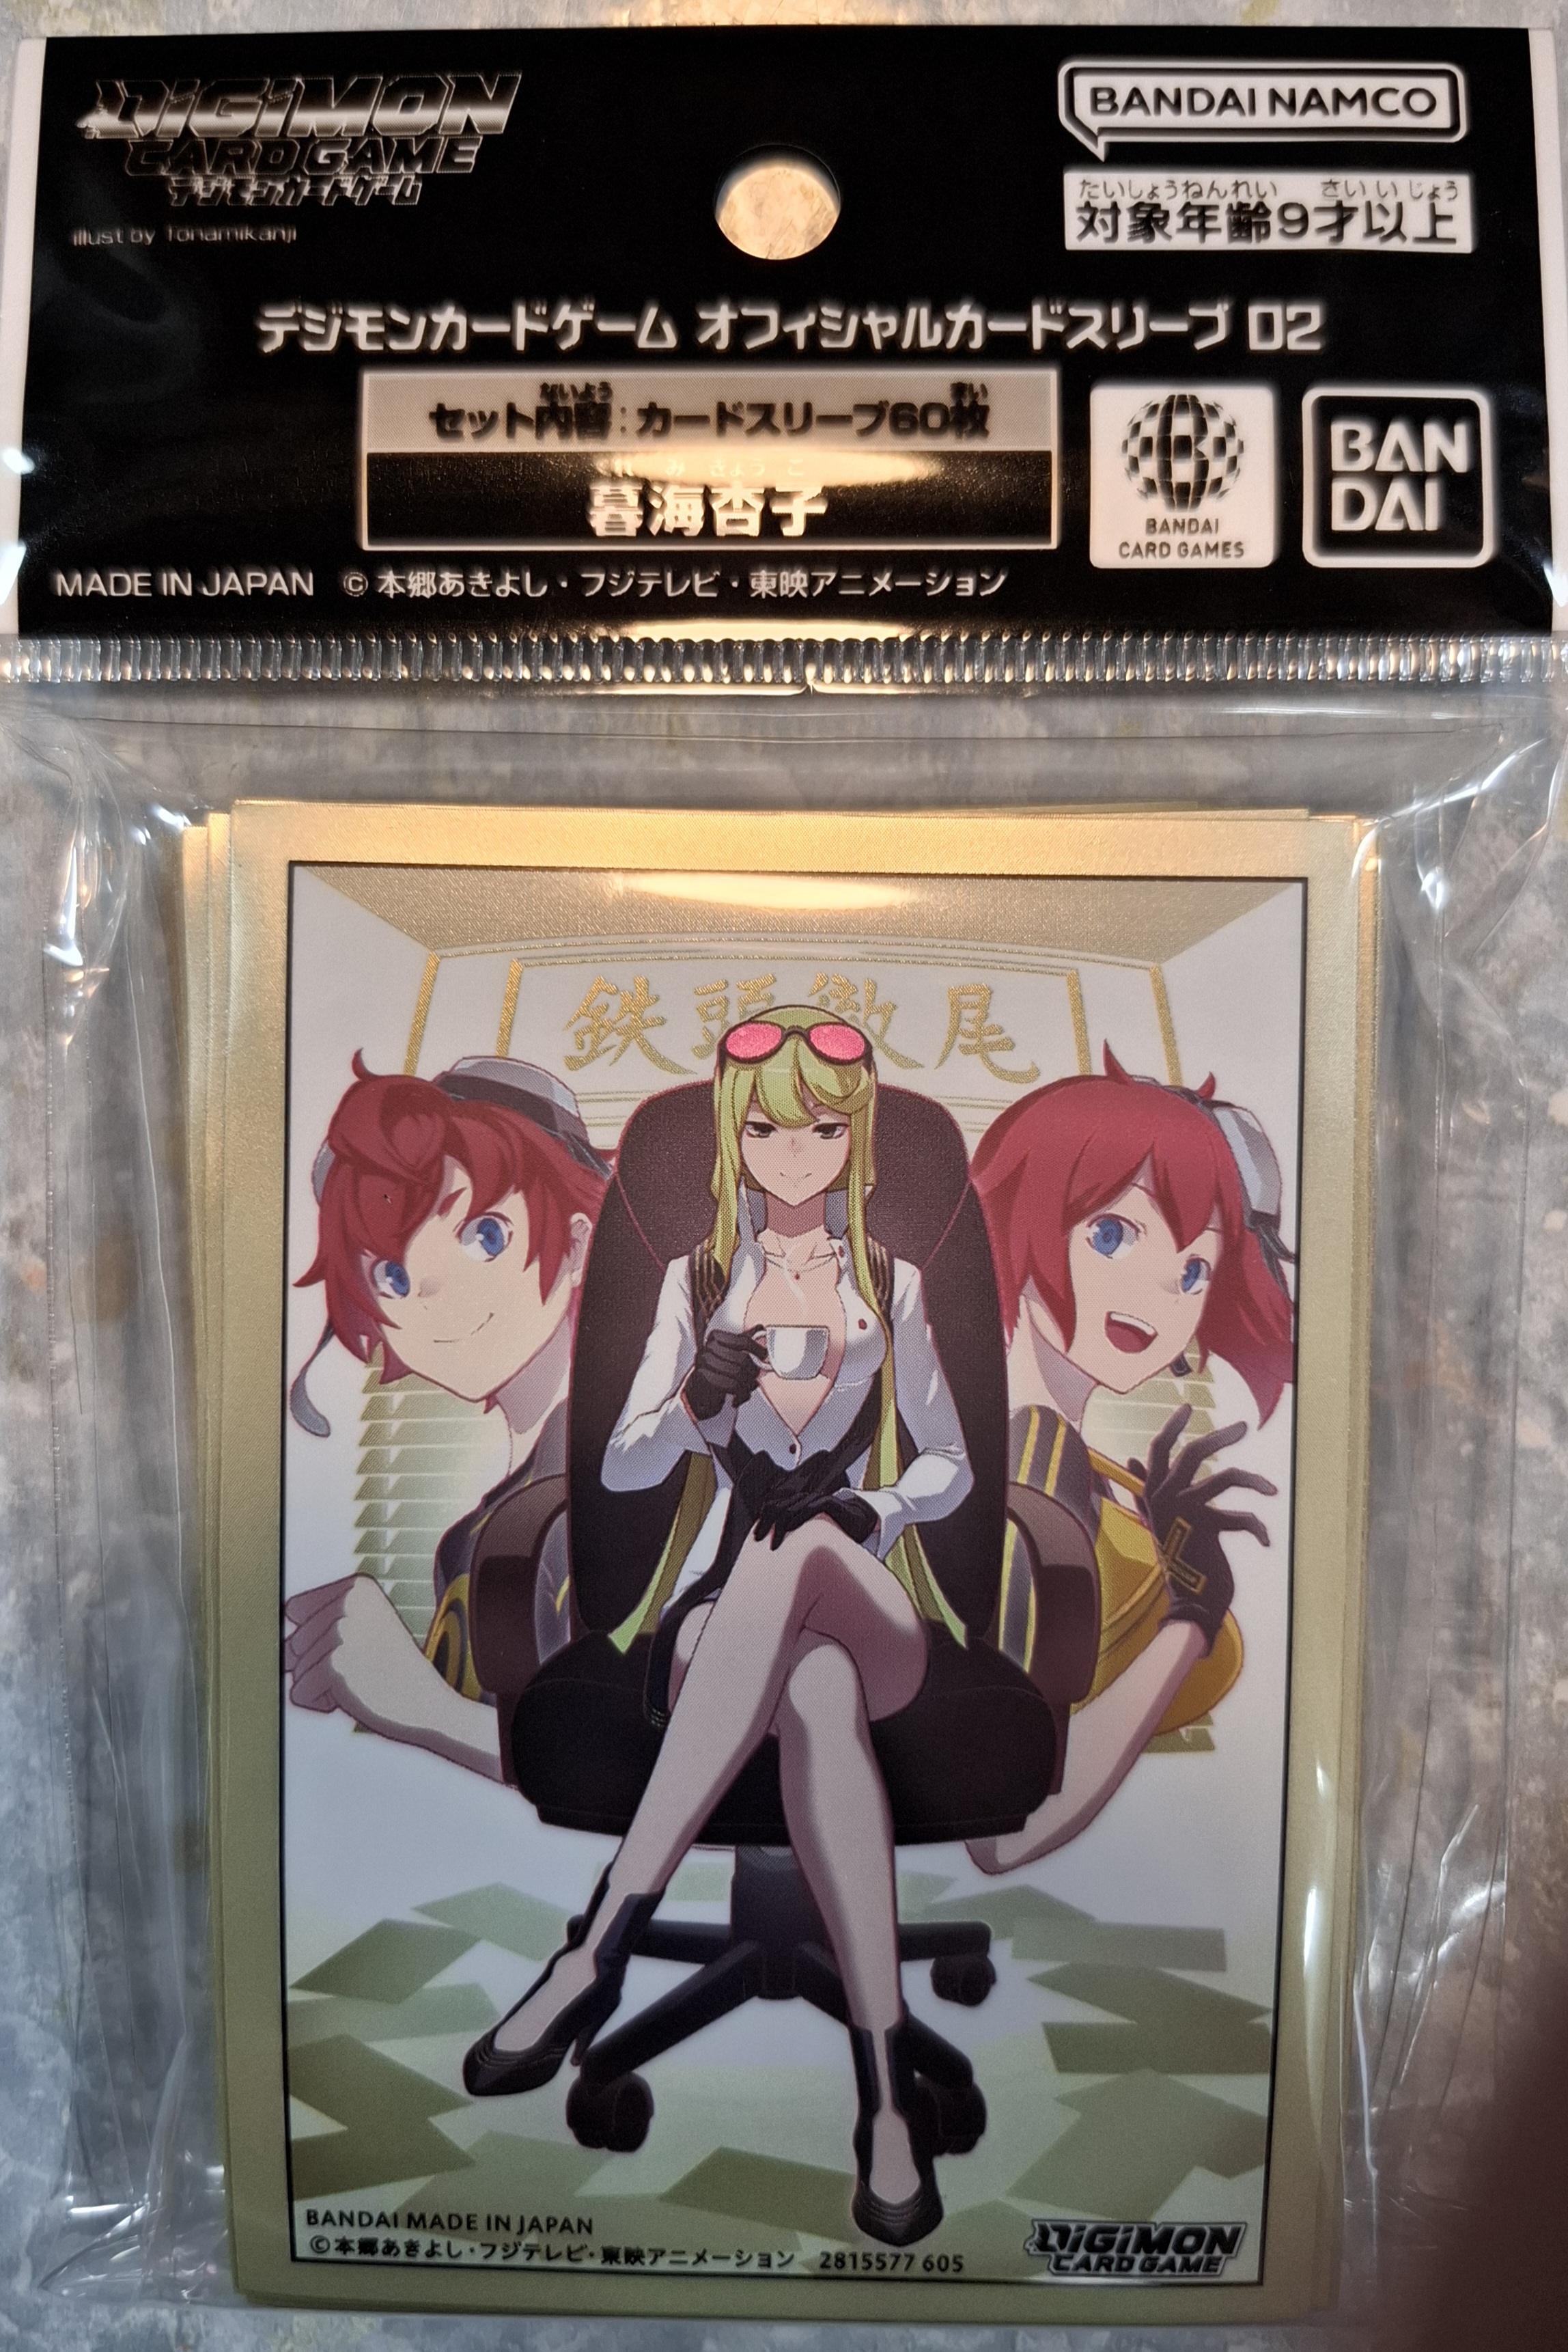 DIGIMON
CARD GAME
デジモンカードゲーム
illust by Tonamikanji
BANDAI NAMCO
たいしょうねんれい さい いじょう
対象年齢9才以上
デジモンカードゲーム オフィシャルカードスリーブ 02
ないよう まい
セット内容:カードスリーブ60枚
くれ み きょう こ
暮海杏子
B
BANDAI
CARD GAMES
BAN
DAI
MADE IN JAPAN © 本郷あきよし・フジテレビ・東映アニメーション
鉄頭徹尾
BANDAI MADE IN JAPAN
©本郷あきよし・フジテレビ・東映アニメーション 2815577 605
DIGIMON
CARD GAME